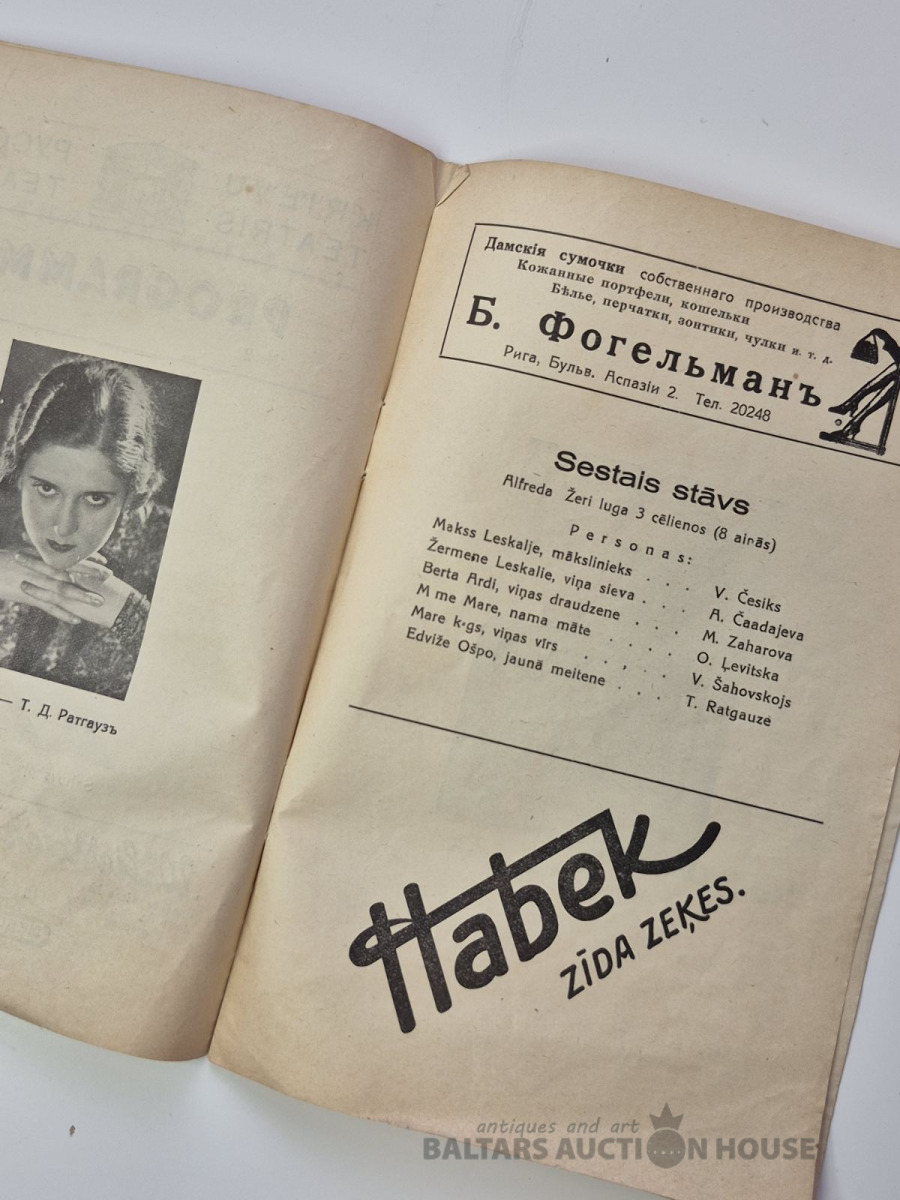 — Т. Д. Ратгаузъ
Дамскія сумочки собственнаго производства
Кожанные портфели, кошельки
Бѣлье, перчатки, зонтики, чулки и. т. д.
Б. Фогельманъ
Рига, Бульв. Аспазіи 2. Тел. 20248
Sestais stāvs
Alfreda Žeri luga 3 cēlienos (8 ainās)
Personas:
Makss Leskalje, mākslinieks . . . V. Česiks
Žermene Leskalie, viņa sieva . . . A. Čaadajeva
Berta Ardi, viņas draudzene . . . M. Zaharova
M me Mare, nama māte . . . . O. Ļevitska
Mare k-gs, viņas vīrs . . . . V. Šahovskojs
Edviže Ošpo, jaunā meitene . . . T. Ratgauze
Habek
ZĪDA ZEĶES.
antiques and art
BALTARS AUCTION HOUSE